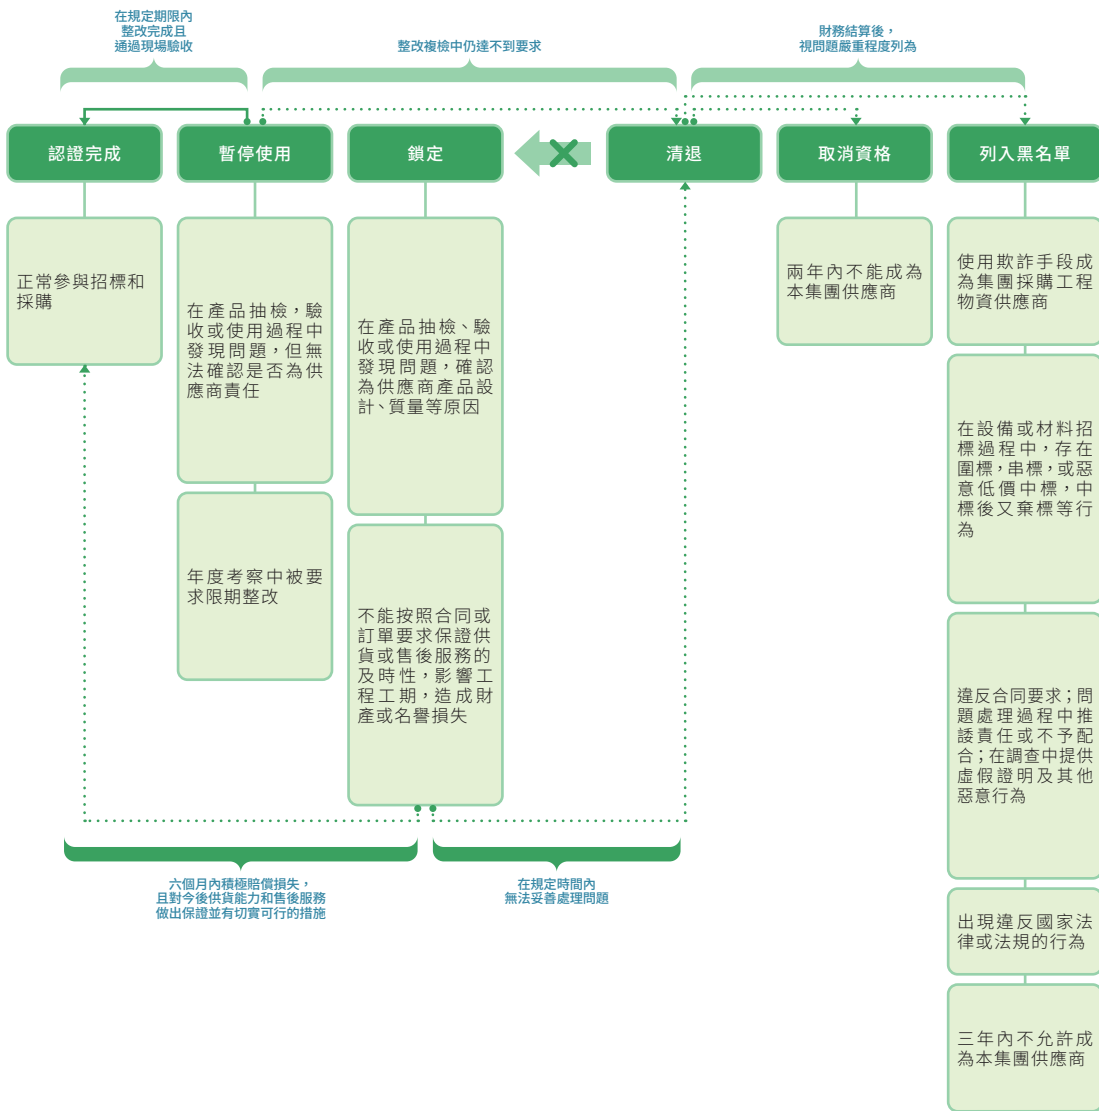 在規定期限內
整改完成且
通過現場驗收
整改複檢中仍達不到要求
財務結算後，
視問題嚴重程度列為
認證完成
暫停使用
鎖定
清退
取消資格
列入黑名單
正常參與招標和
採購
在產品抽檢，驗
收或使用過程中
發現問題，但無
法確認是否為供
應商責任
年度考察中被要
求限期整改
在產品抽檢、驗
收或使用過程中
發現問題，確認
為供應商產品設
計、質量等原因
不能按照合同或
訂單要求保證供
貨或售後服務的
及時性，影響工
程工期，造成財
產或名譽損失
兩年內不能成為
本集團供應商
使用欺詐手段成
為集團採購工程
物資供應商
在設備或材料招
標過程中，存在
圍標，串標，或惡
意低價中標，中
標後又棄標等行
為
違反合同要求；問
題處理過程中推
諉責任或不予配
合；在調查中提供
虛假證明及其他
惡意行為
出現違反國家法
律或法規的行為
三年內不允許成
為本集團供應商
六個月內積極賠償損失，
且對今後供貨能力和售後服務
做出保證並有切實可行的措施
在規定時間內
無法妥善處理問題